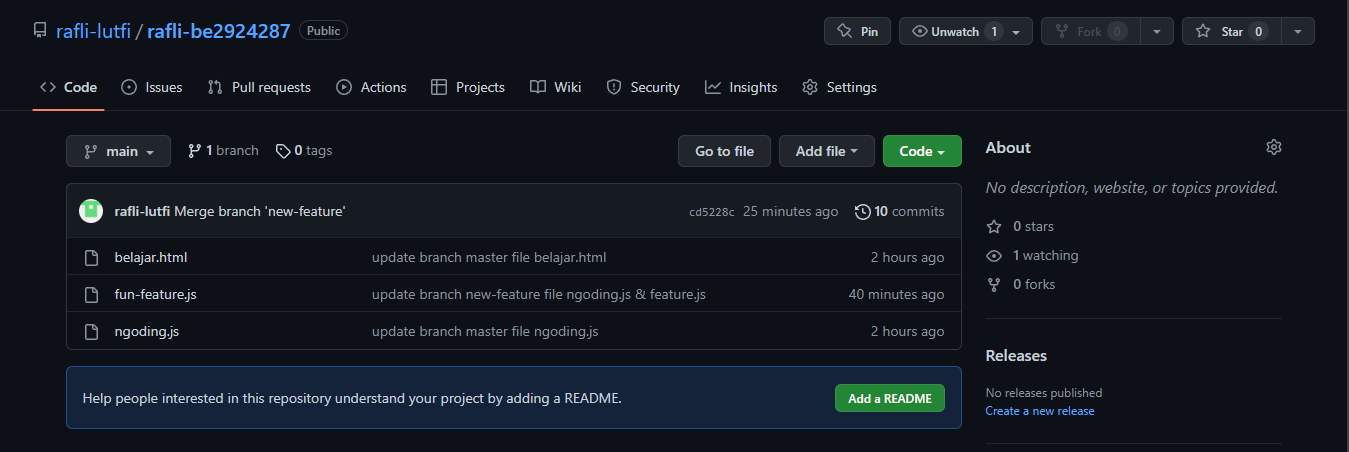 rafli-lutfi / rafli-be2924287 Public
Pin Unwatch 1 Fork 0 Star 0
Code Issues Pull requests Actions Projects Wiki Security Insights Settings
main 1 branch 0 tags Go to file Add file Code
rafli-lutfi Merge branch 'new-feature' cd5228c 25 minutes ago 10 commits
belajar.html update branch master file belajar.html 2 hours ago
fun-feature.js update branch new-feature file ngoding.js & feature.js 40 minutes ago
ngoding.js update branch master file ngoding.js 2 hours ago
Help people interested in this repository understand your project by adding a README. Add a README
About
No description, website, or topics provided.
0 stars
1 watching
0 forks
Releases
No releases published
Create a new release